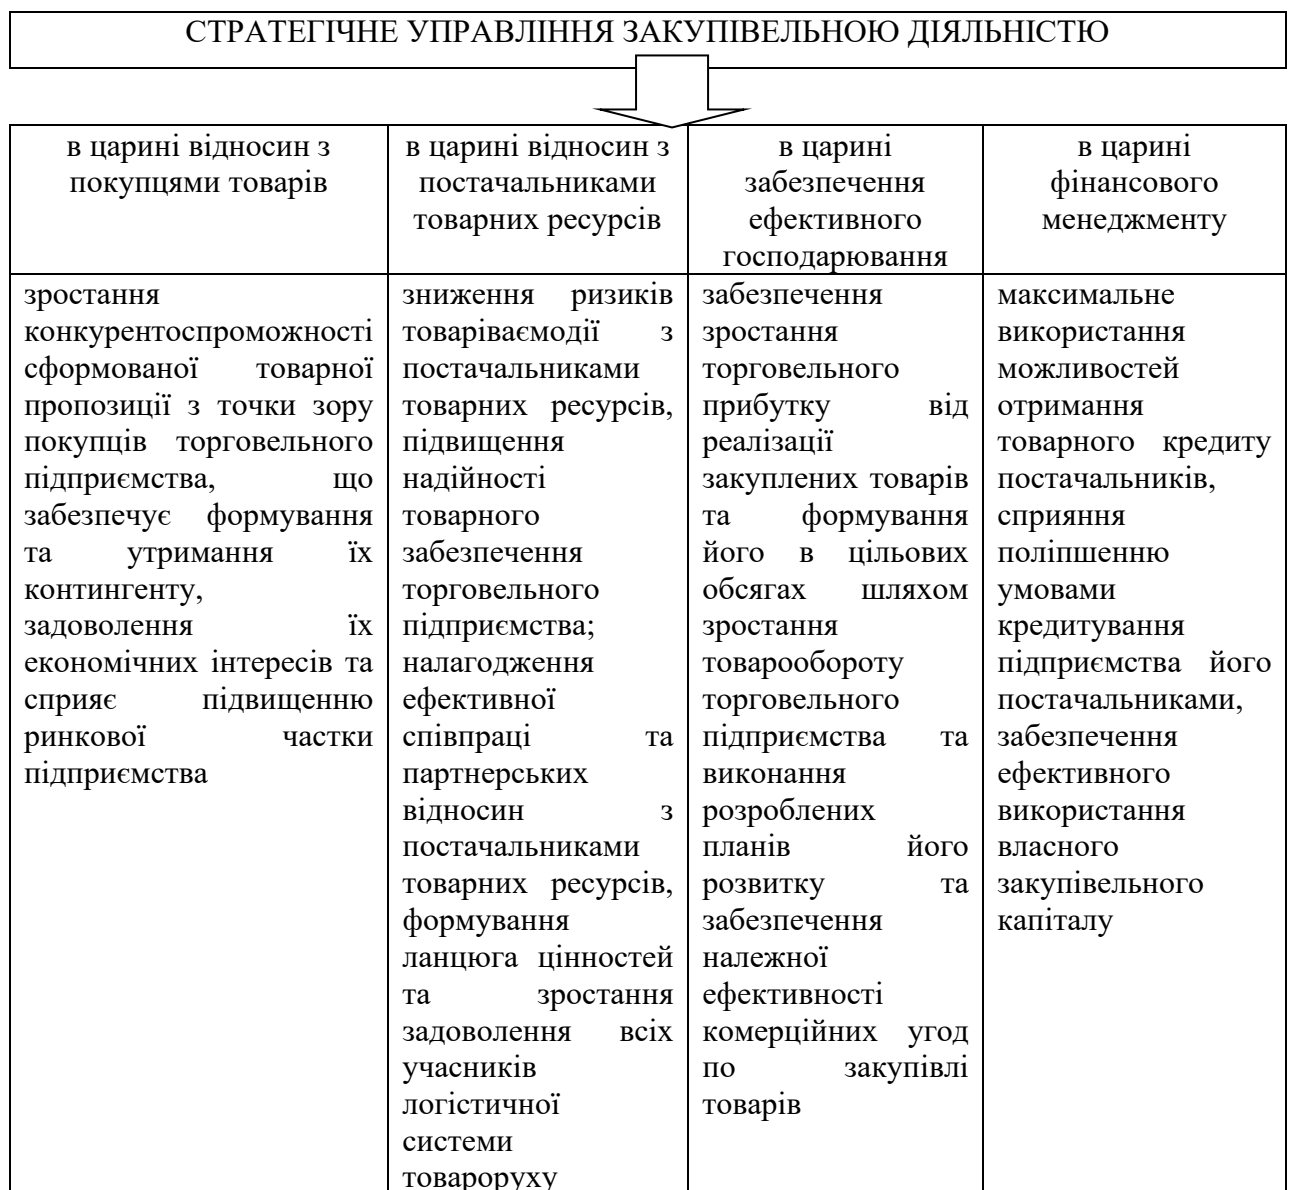 СТРАТЕГІЧНЕ УПРАВЛІННЯ ЗАКУПІВЕЛЬНОЮ ДІЯЛЬНІСТЮ
в царині відносин з
покупцями товарів
в царині відносин з
постачальниками
товарних ресурсів
в царині
забезпечення
ефективного
господарювання
в царині
фінансового
менеджменту
зростання
конкурентоспроможності
сформованої товарної
пропозиції з точки зору
покупців торговельного
підприємства, що
забезпечує формування
та утримання їх
контингенту,
задоволення їх
економічних інтересів та
сприяє підвищенню
ринкової частки
підприємства
зниження ризиків
товаріваємодії з
постачальниками
товарних ресурсів,
підвищення
надійності
товарного
забезпечення
торговельного
підприємства;
налагодження
ефективної
співпраці та
партнерських
відносин з
постачальниками
товарних ресурсів,
формування
ланцюга цінностей
та зростання
задоволення всіх
учасників
логістичної
системи
товароруху
забезпечення
зростання
торговельного
прибутку від
реалізації
закуплених товарів
та формування
його в цільових
обсягах шляхом
зростання
товарообороту
торговельного
підприємства та
виконання
розроблених
планів його
розвитку та
забезпечення
належної
ефективності
комерційних угод
по закупівлі
товарів
максимальне
використання
можливостей
отримання
товарного кредиту
постачальників,
сприяння
поліпшенню
умовами
кредитування
підприємства його
постачальниками,
забезпечення
ефективного
використання
власного
закупівельного
капіталу